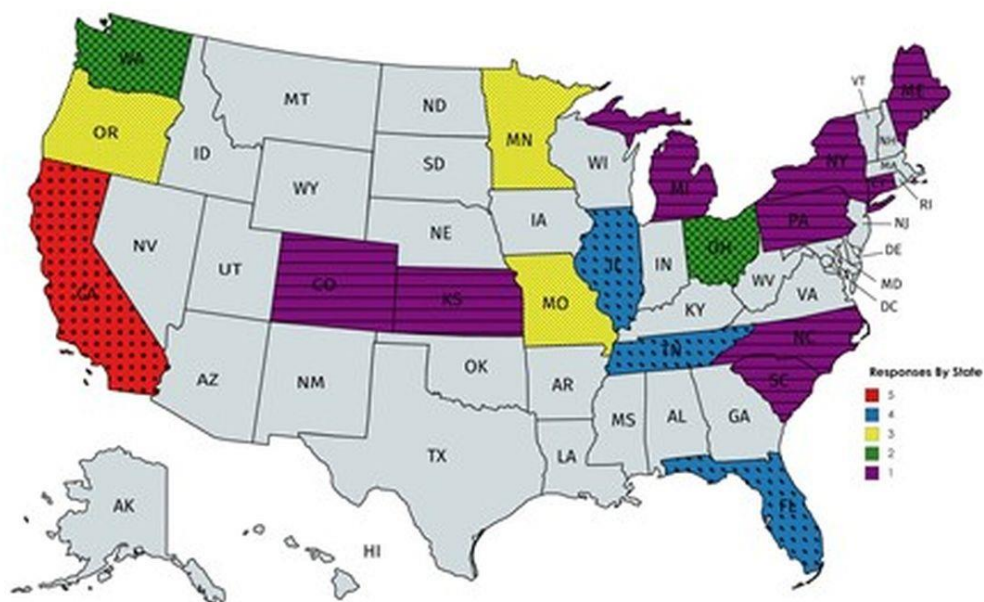 WA
MT
ND
MN
OR
ID
SD
WI
WY
MI
VT
ME
NH
NY
MA
CT
RI
IA
NE
PA
NJ
NV
UT
CO
KS
MO
IL
IN
OH
WV
VA
DE
MD
DC
CA
KY
AZ
NM
OK
AR
TN
NC
SC
MS
AL
GA
TX
LA
FL
AK
HI
Responses By State
5
4
3
2
1